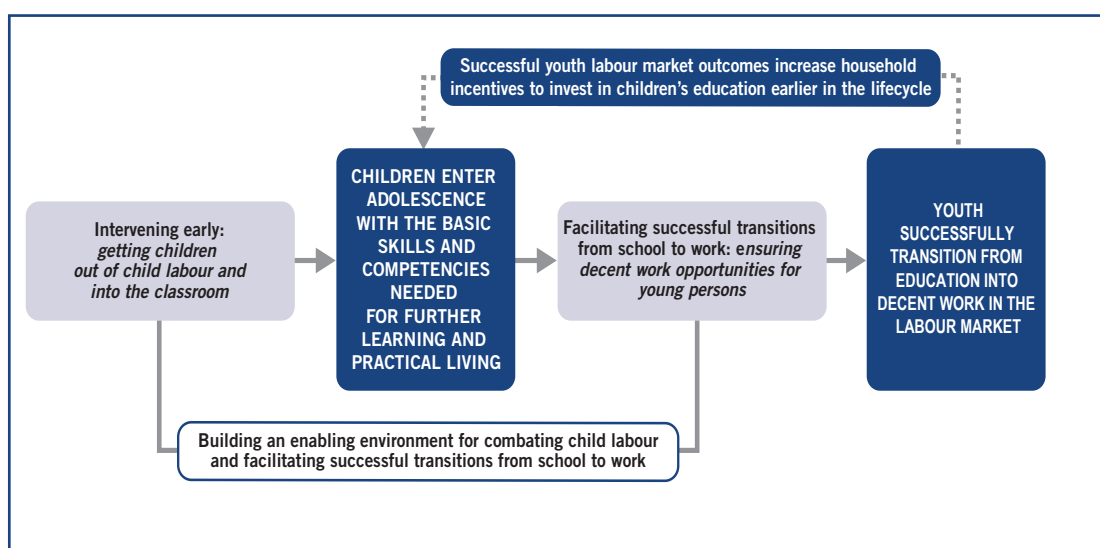 Successful youth labour market outcomes increase household
incentives to invest in children's education earlier in the lifecycle
Intervening early:
getting children
out of child labour and
into the classroom
CHILDREN ENTER
ADOLESCENCE
WITH THE BASIC
SKILLS AND
COMPETENCIES
NEEDED
FOR FURTHER
LEARNING AND
PRACTICAL LIVING
Facilitating successful transitions
from school to work: ensuring
decent work opportunities for
young persons
YOUTH
SUCCESSFULLY
TRANSITION FROM
EDUCATION INTO
DECENT WORK IN THE
LABOUR MARKET
Building an enabling environment for combating child labour
and facilitating successful transitions from school to work